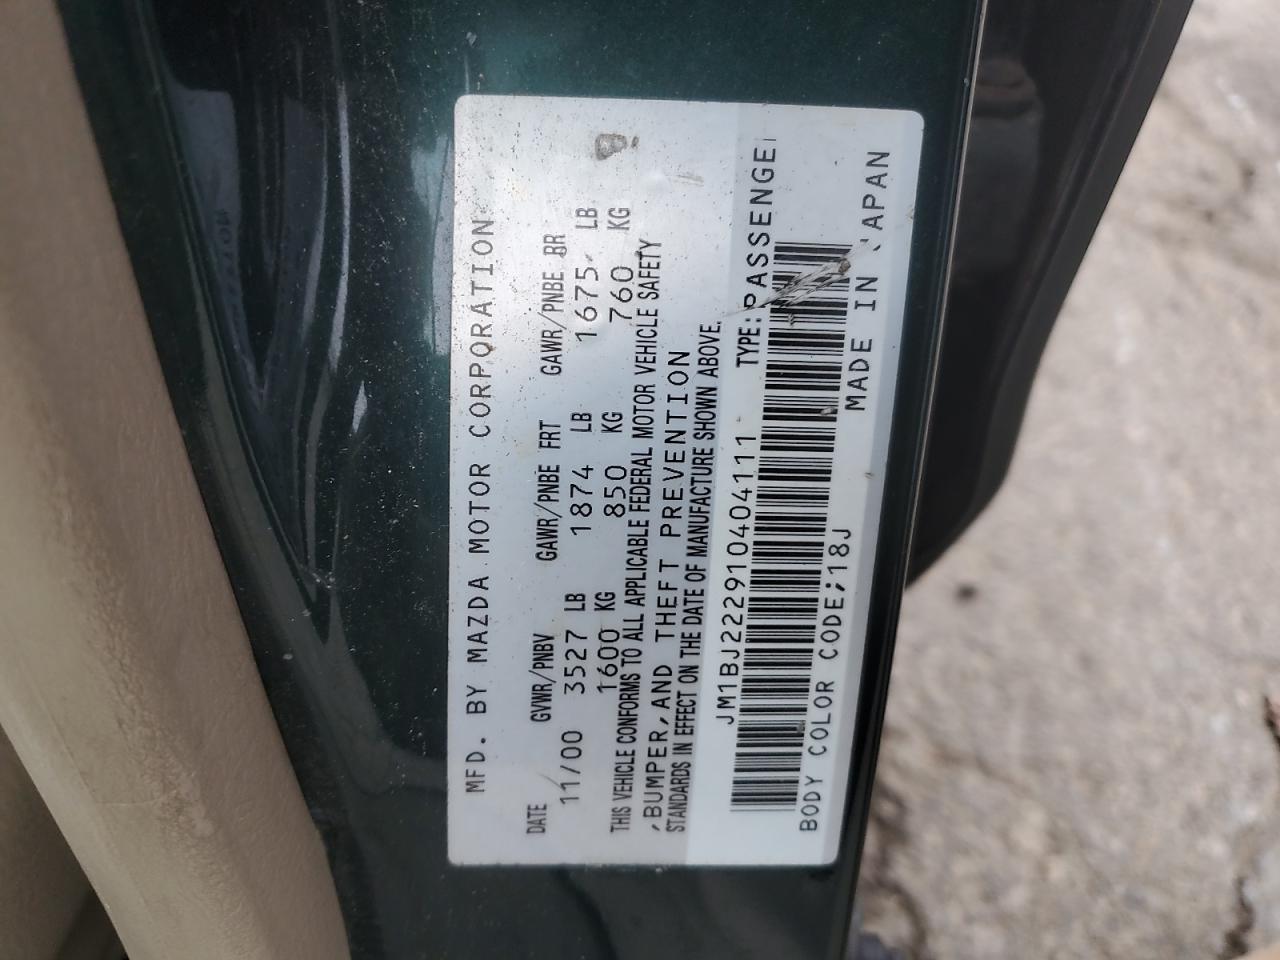 MFD. BY MAZDA MOTOR CORPORATION
DATE GVWR/PNBV GAWR/PNBE FRT GAWR/PNBE RR
11/00 3527 LB 1874 LB 1675 LB
1600 KG 850 KG 760 KG
THIS VEHICLE CONFORMS TO ALL APPLICABLE FEDERAL MOTOR VEHICLE SAFETY
,BUMPER,AND THEFT PREVENTION
STANDARDS IN EFFECT ON THE DATE OF MANUFACTURE SHOWN ABOVE.
JM1BJ222910404111 TYPE:PASSENGE
MADE IN JAPAN
BODY COLOR CODE;18J